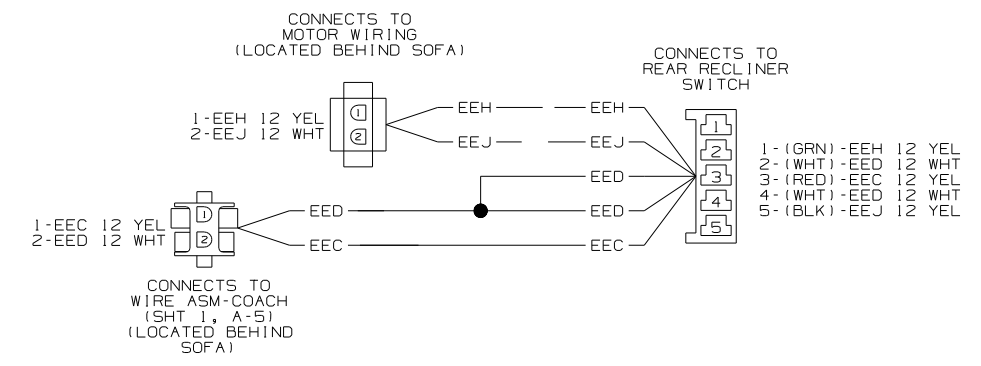 CONNECTS TO
MOTOR WIRING
(LOCATED BEHIND SOFA)
CONNECTS TO
REAR RECLINER
SWITCH
1-EEH 12 YEL
2-EEJ 12 WHT
1
2
EEH
EEH
EEJ
EEJ
EED
EED
EED
EEC
EEC
1
2
3
4
5
1-(GRN)-EEH 12 YEL
2-(WHT)-EED 12 WHT
3-(RED)-EEC 12 YEL
4-(WHT)-EED 12 WHT
5-(BLK)-EEJ 12 YEL
1-EEC 12 YEL
2-EED 12 WHT
1
2
CONNECTS TO
WIRE ASM-COACH
(SHT 1, A-5)
(LOCATED BEHIND
SOFA)